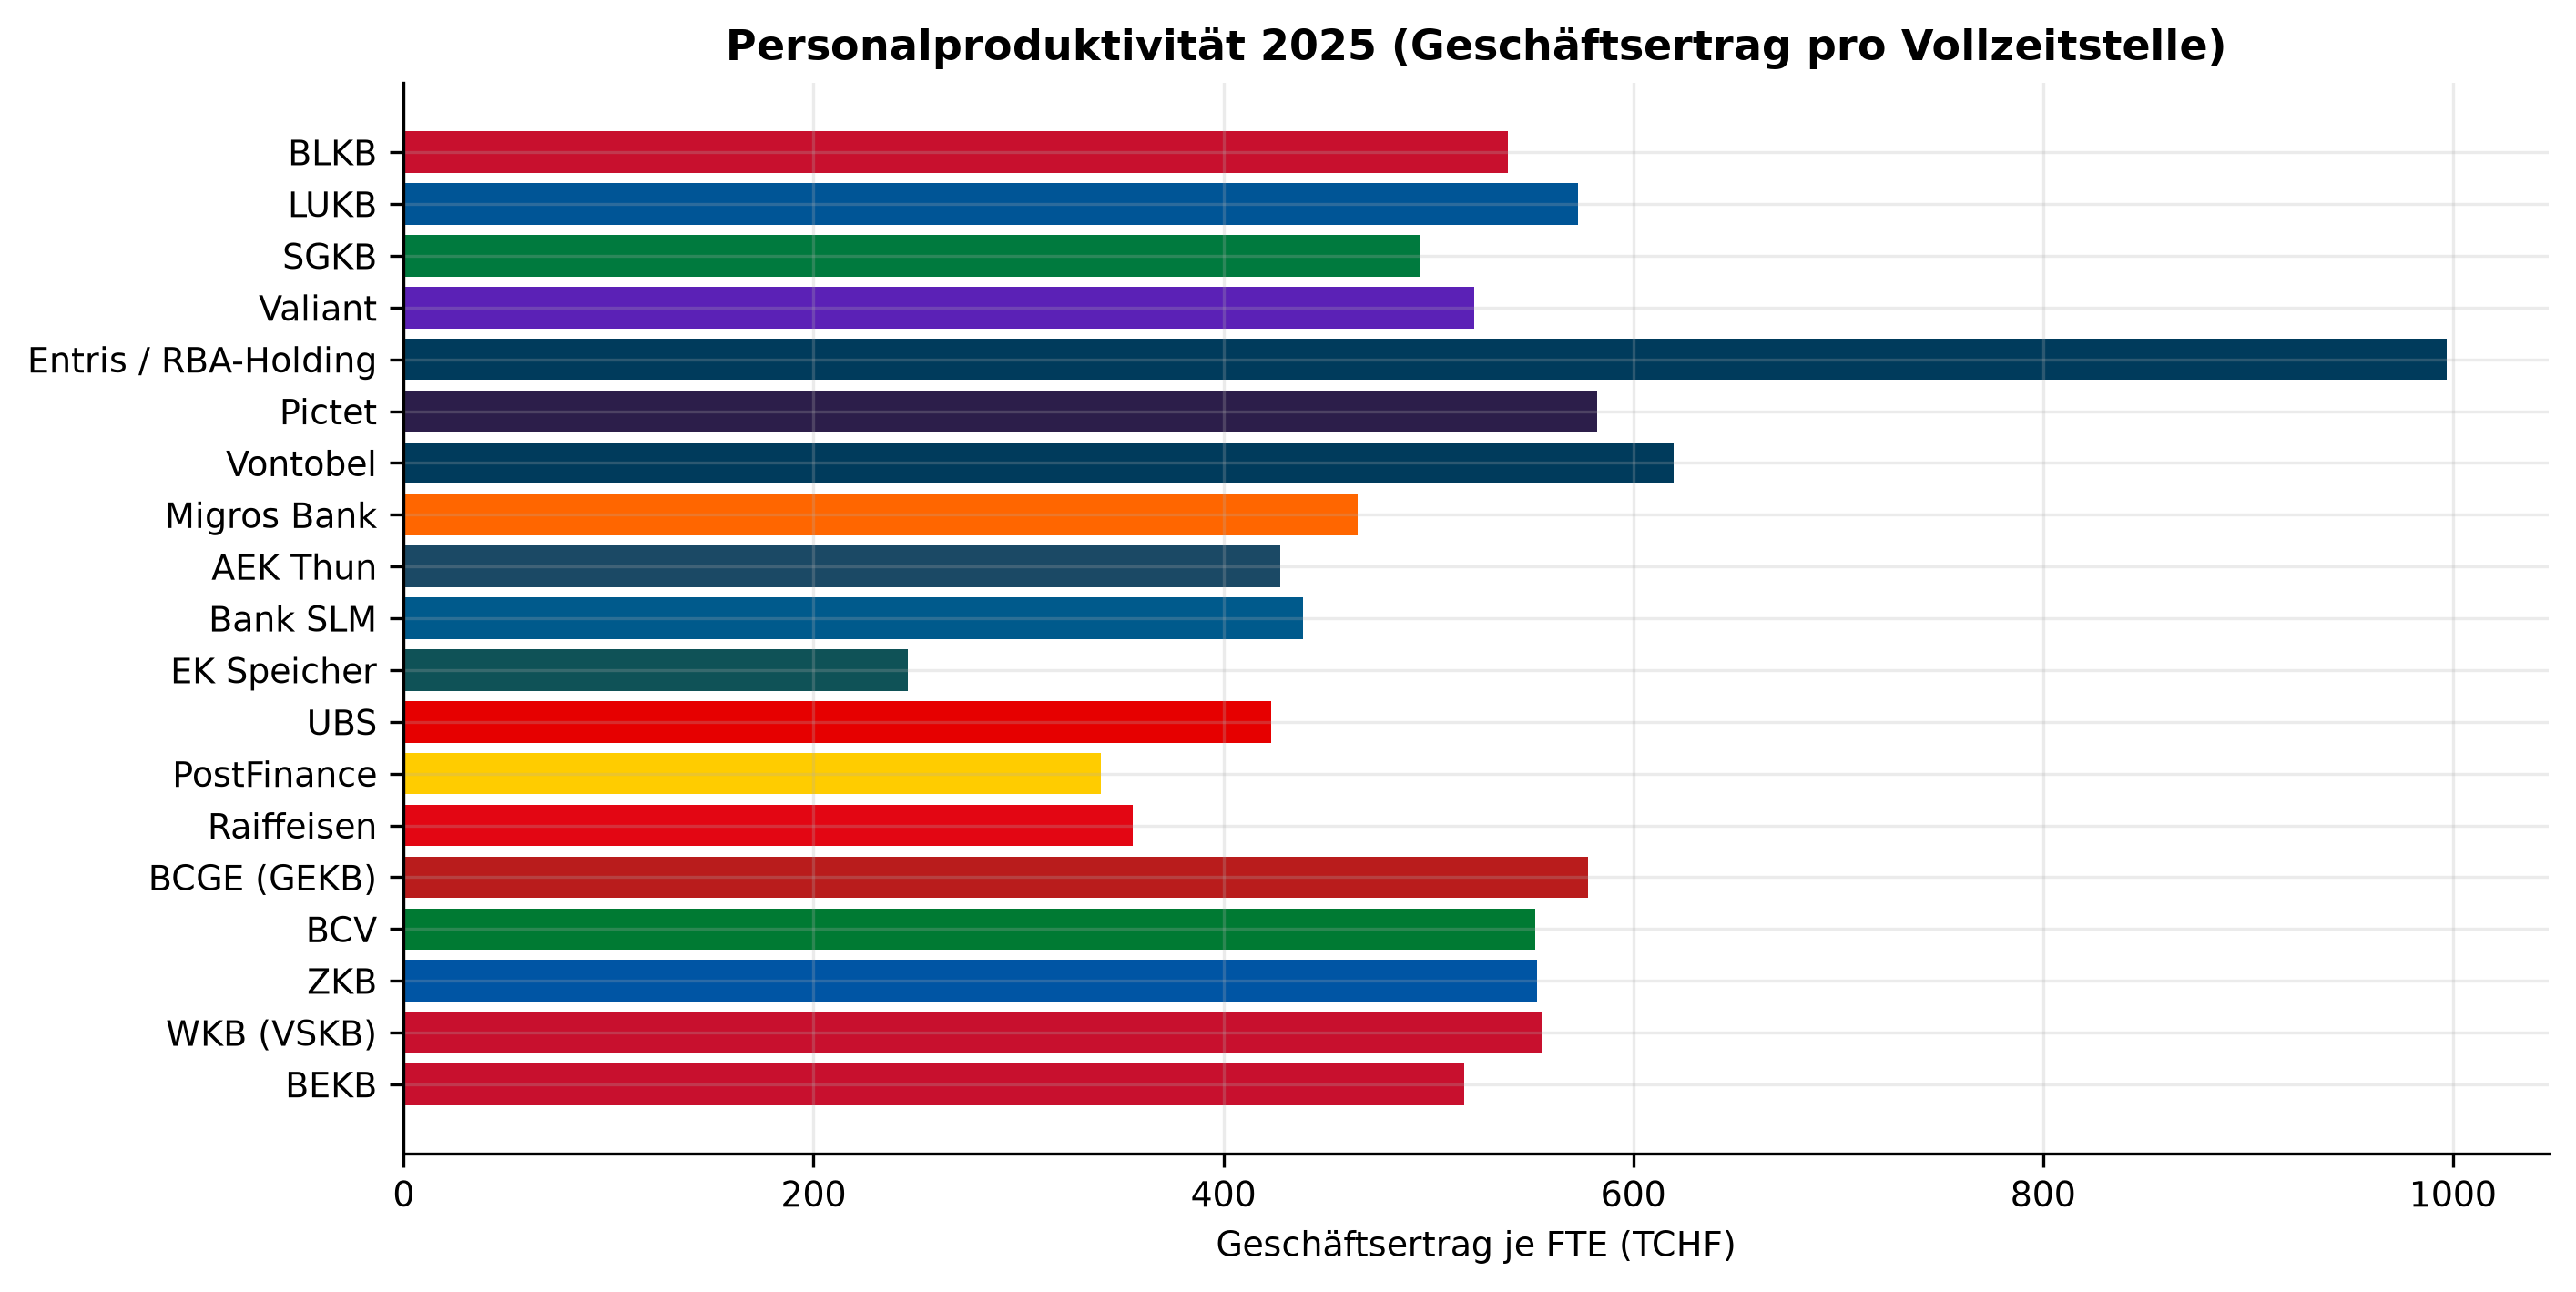 Personalproduktivität 2025 (Geschäftsertrag pro Vollzeitstelle)
BLKB
LUKB
SGKB
Valiant
Entris / RBA-Holding
Pictet
Vontobel
Migros Bank
AEK Thun
Bank SLM
EK Speicher
UBS
PostFinance
Raiffeisen
BCGE (GEKB)
BCV
ZKB
WKB (VSKB)
BEKB
0 200 400 600 800 1000
Geschäftsertrag je FTE (TCHF)